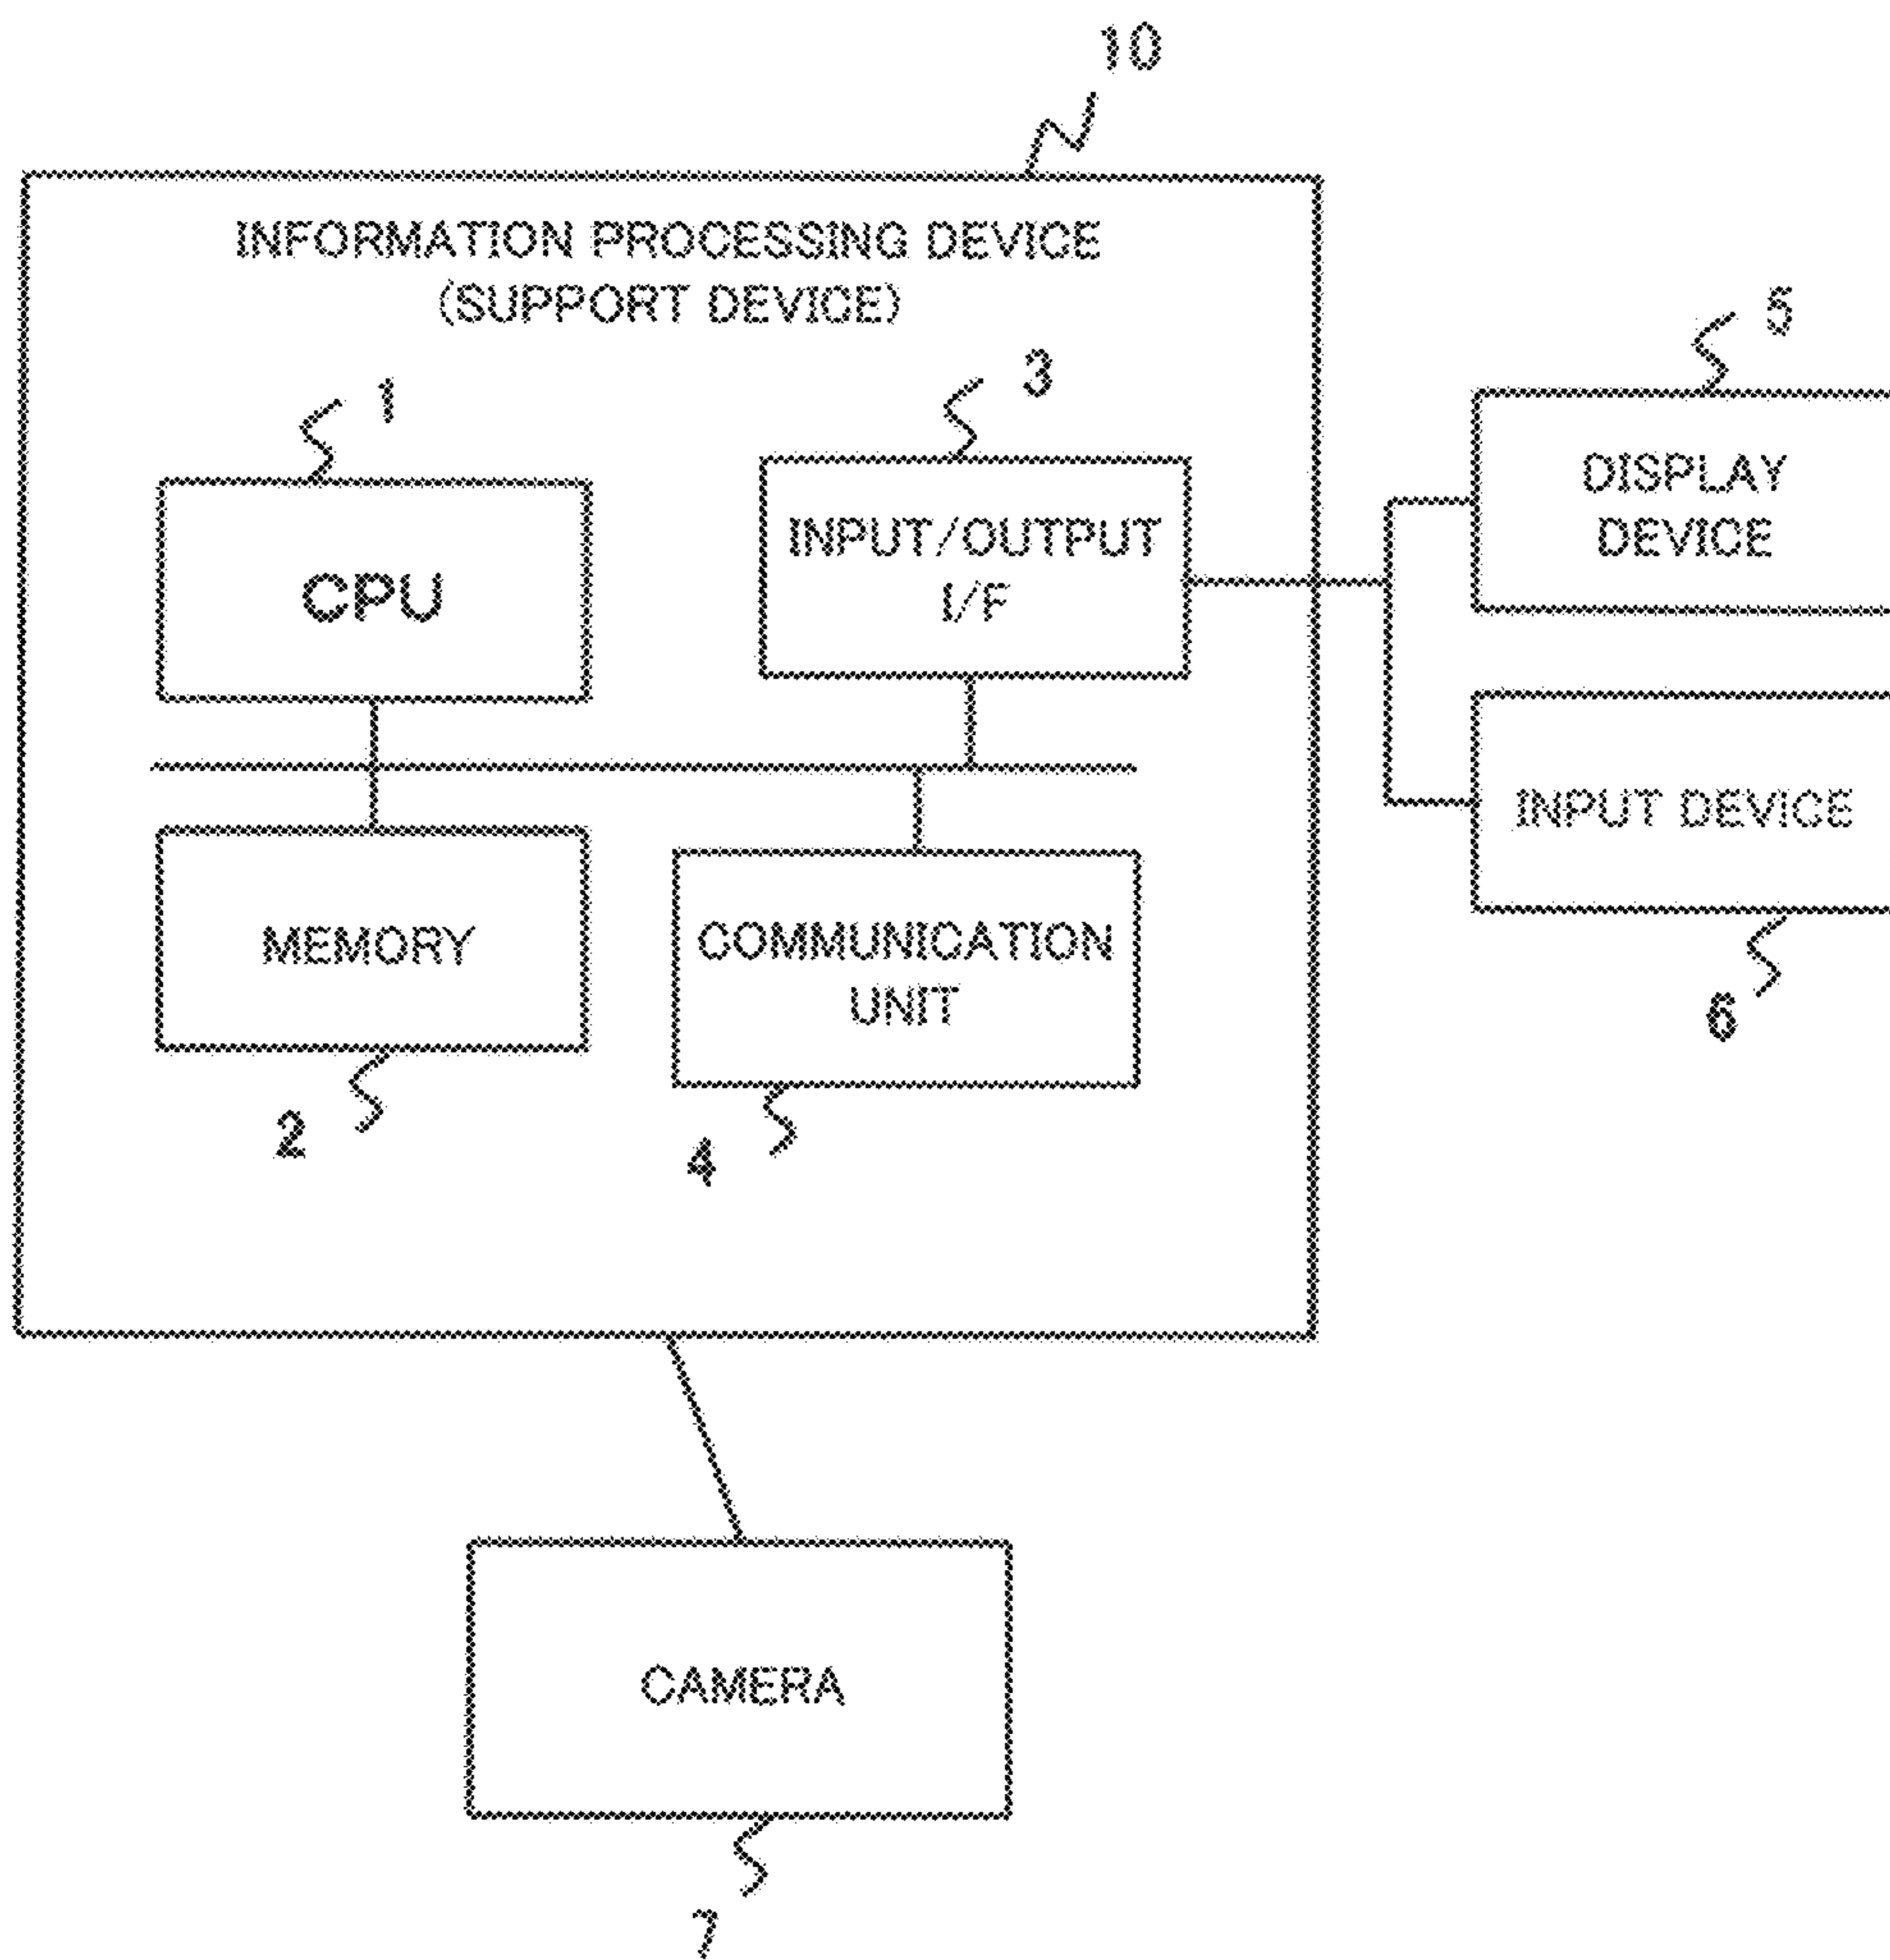 10
INFORMATION PROCESSING DEVICE
(SUPPORT DEVICE)
1
3
5
CPU
INPUT/OUTPUT
I/F
DISPLAY
DEVICE
INPUT DEVICE
6
MEMORY
COMMUNICATION
UNIT
2
4
CAMERA
7